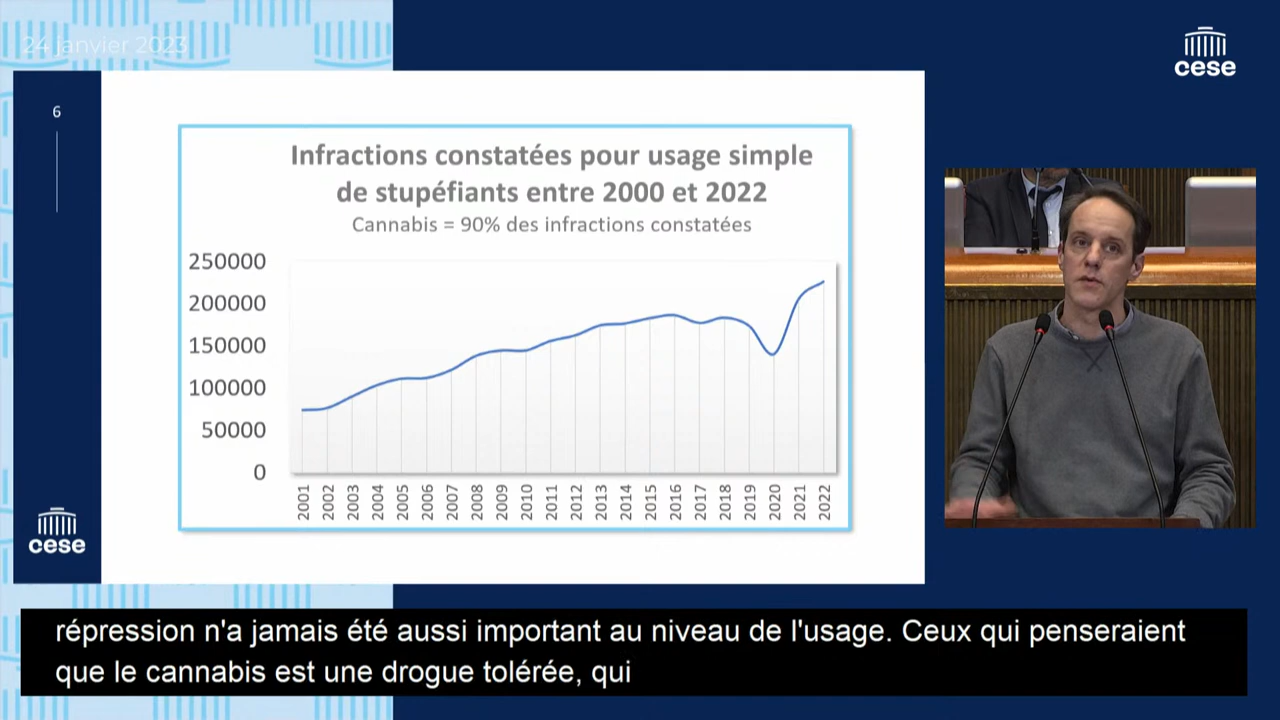 24 janvier 2023
cese
6
Infractions constatées pour usage simple
de stupéfiants entre 2000 et 2022
Cannabis = 90% des infractions constatées
250000
200000
150000
100000
50000
0
2001 2002 2003 2004 2005 2006 2007 2008 2009 2010 2011 2012 2013 2014 2015 2016 2017 2018 2019 2020 2021 2022
cese
répression n'a jamais été aussi important au niveau de l'usage. Ceux qui penseraient
que le cannabis est une drogue tolérée, qui